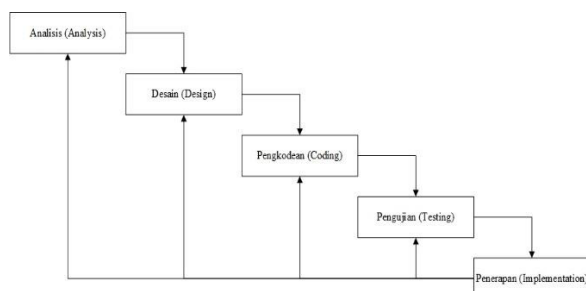 Analisis (Analysis)
Desain (Design)
Pengkodean (Coding)
Pengujian (Testing)
Penerapan (Implementation)